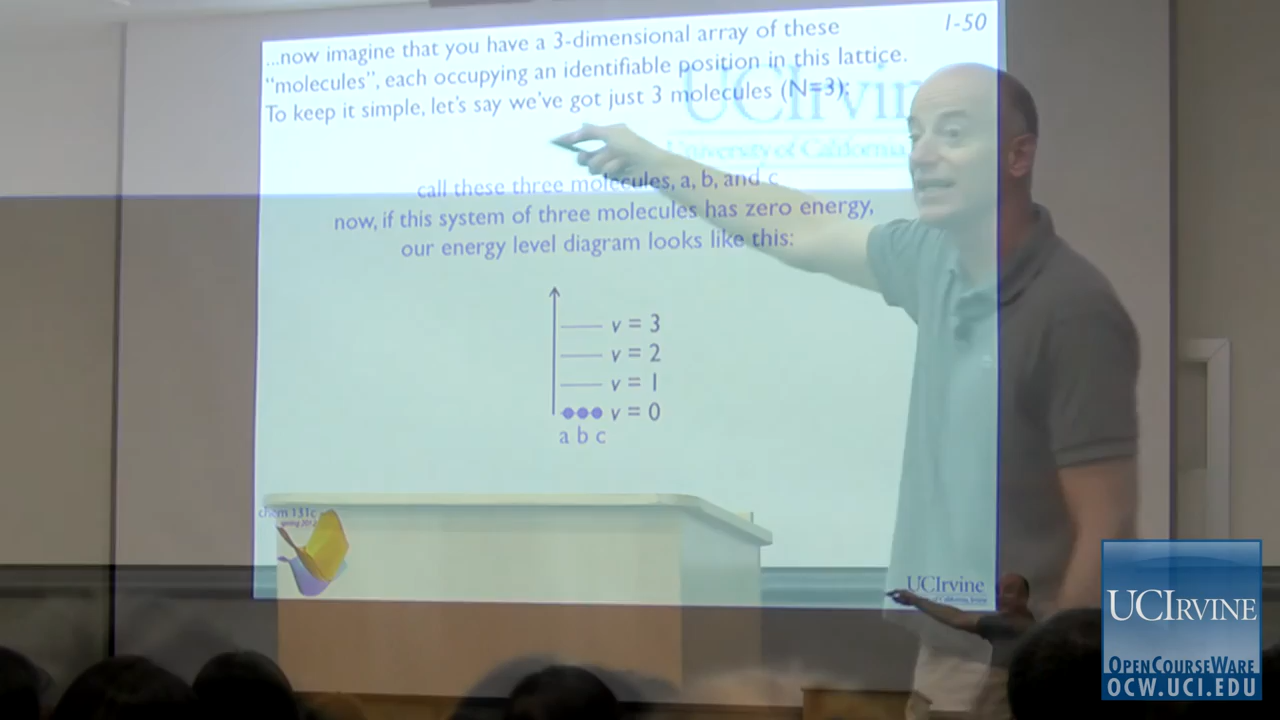 ...now imagine that you have a 3-dimensional array of these
1-50
"molecules", each occupying an identifiable position in this lattice.
To keep it simple, let's say we've got just 3 molecules (N=3):
UCIrvin
University of California,
call these three molecules, a, b, and c
now, if this system of three molecules has zero energy,
our energy level diagram looks like this:
v = 3
v = 2
v = 1
v = 0
a b c
chem 131c
spring 2012
UCIrvine
UCIRVINE
OPENCOURSEWARE
OCW.UCI.EDU